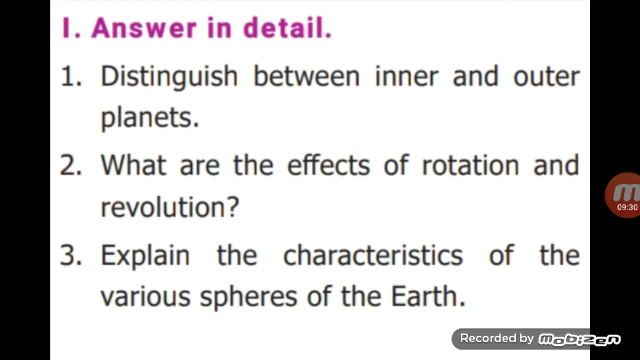 I. Answer in detail.
1. Distinguish between inner and outer
planets.
2. What are the effects of rotation and
revolution?
3. Explain the characteristics of the
various spheres of the Earth.
09:30
Recorded by mobizen